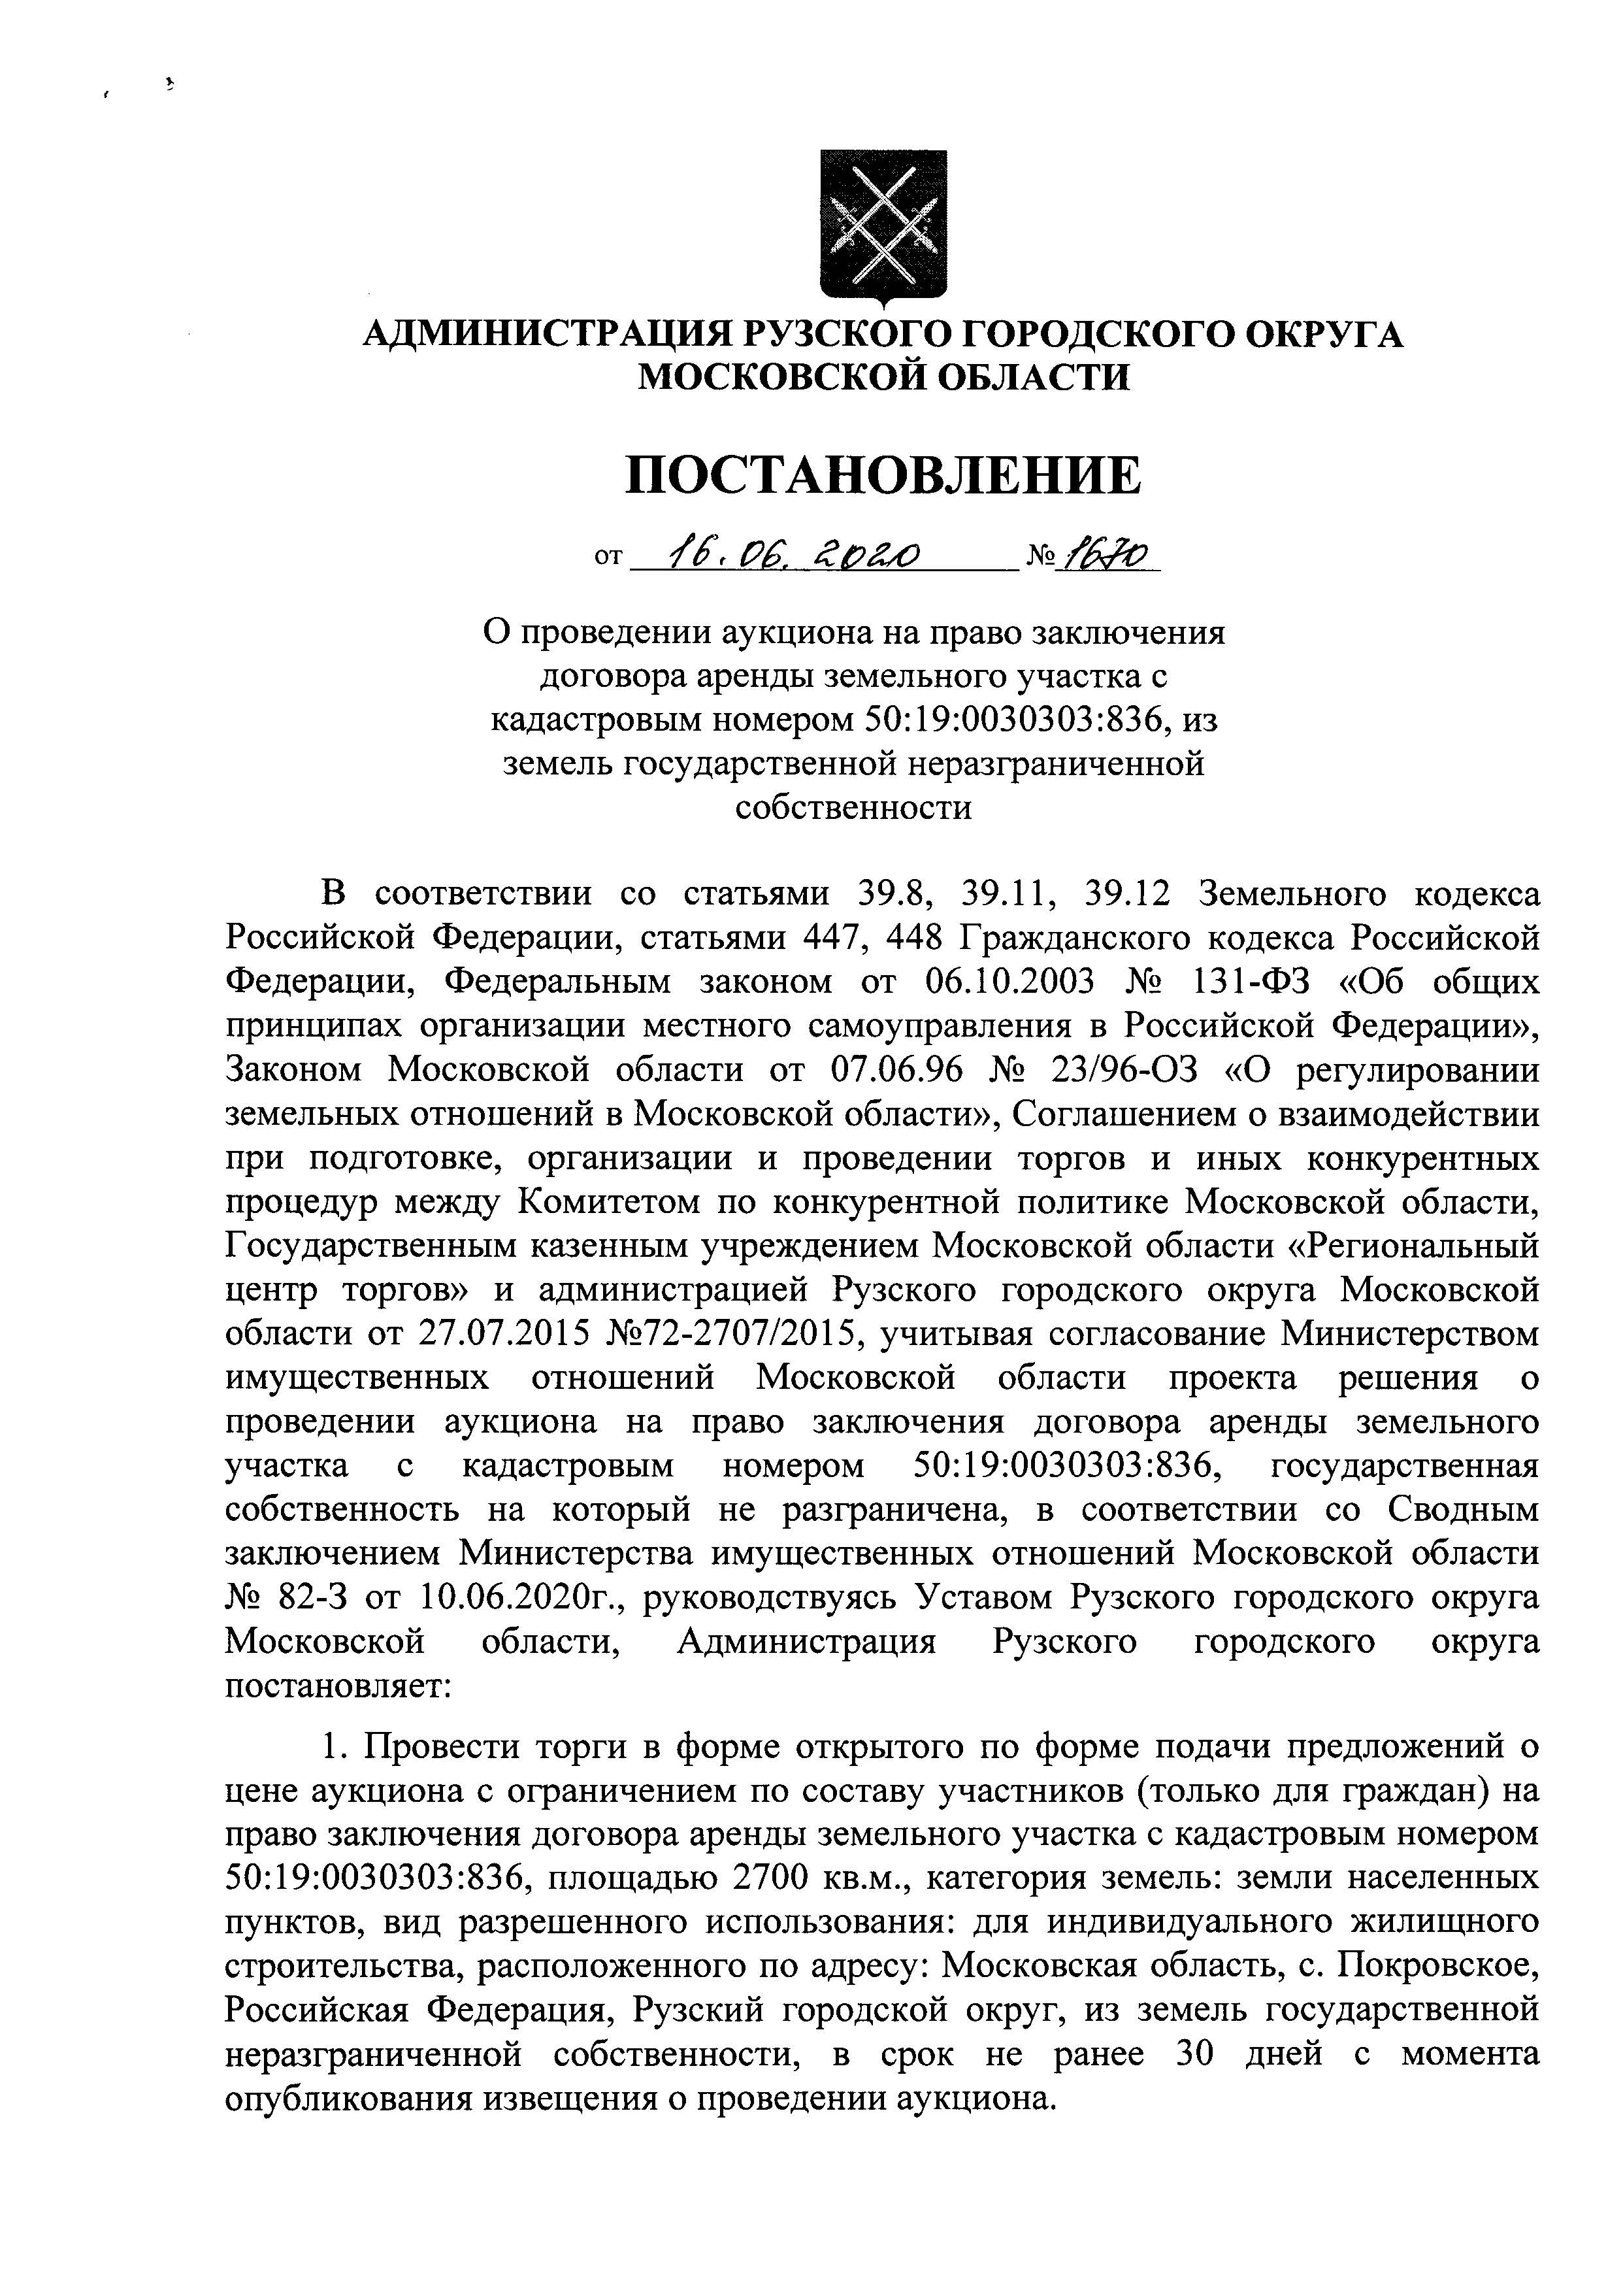 АДМИНИСТРАЦИЯ РУЗСКОГО ГОРОДСКОГО ОКРУГА
МОСКОВСКОЙ ОБЛАСТИ
ПОСТАНОВЛЕНИЕ
от 16.06.2020 № 1670
О проведении аукциона на право заключения
договора аренды земельного участка с
кадастровым номером 50:19:0030303:836, из
земель государственной неразграниченной
собственности
В соответствии со статьями 39.8, 39.11, 39.12 Земельного кодекса
Российской Федерации, статьями 447, 448 Гражданского кодекса Российской
Федерации, Федеральным законом от 06.10.2003 № 131-ФЗ «Об общих
принципах организации местного самоуправления в Российской Федерации»,
Законом Московской области от 07.06.96 № 23/96-ОЗ «О регулировании
земельных отношений в Московской области», Соглашением о взаимодействии
при подготовке, организации и проведении торгов и иных конкурентных
процедур между Комитетом по конкурентной политике Московской области,
Государственным казенным учреждением Московской области «Региональный
центр торгов» и администрацией Рузского городского округа Московской
области от 27.07.2015 №72-2707/2015, учитывая согласование Министерством
имущественных отношений Московской области проекта решения о
проведении аукциона на право заключения договора аренды земельного
участка с кадастровым номером 50:19:0030303:836, государственная
собственность на который не разграничена, в соответствии со Сводным
заключением Министерства имущественных отношений Московской области
№ 82-З от 10.06.2020г., руководствуясь Уставом Рузского городского округа
Московской области, Администрация Рузского городского округа
постановляет:
1. Провести торги в форме открытого по форме подачи предложений о
цене аукциона с ограничением по составу участников (только для граждан) на
право заключения договора аренды земельного участка с кадастровым номером
50:19:0030303:836, площадью 2700 кв.м., категория земель: земли населенных
пунктов, вид разрешенного использования: для индивидуального жилищного
строительства, расположенного по адресу: Московская область, с. Покровское,
Российская Федерация, Рузский городской округ, из земель государственной
неразграниченной собственности, в срок не ранее 30 дней с момента
опубликования извещения о проведении аукциона.